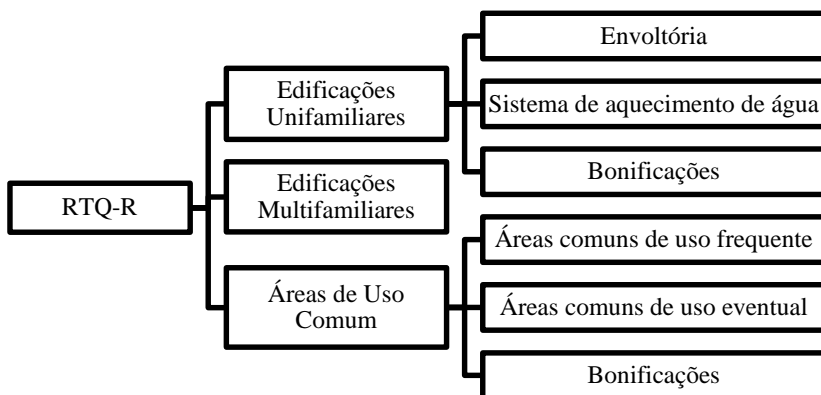 RTQ-R
Edificações
Unifamiliares
Envoltória
Sistema de aquecimento de água
Bonificações
Edificações
Multifamiliares
Áreas de Uso
Comum
Áreas comuns de uso frequente
Áreas comuns de uso eventual
Bonificações